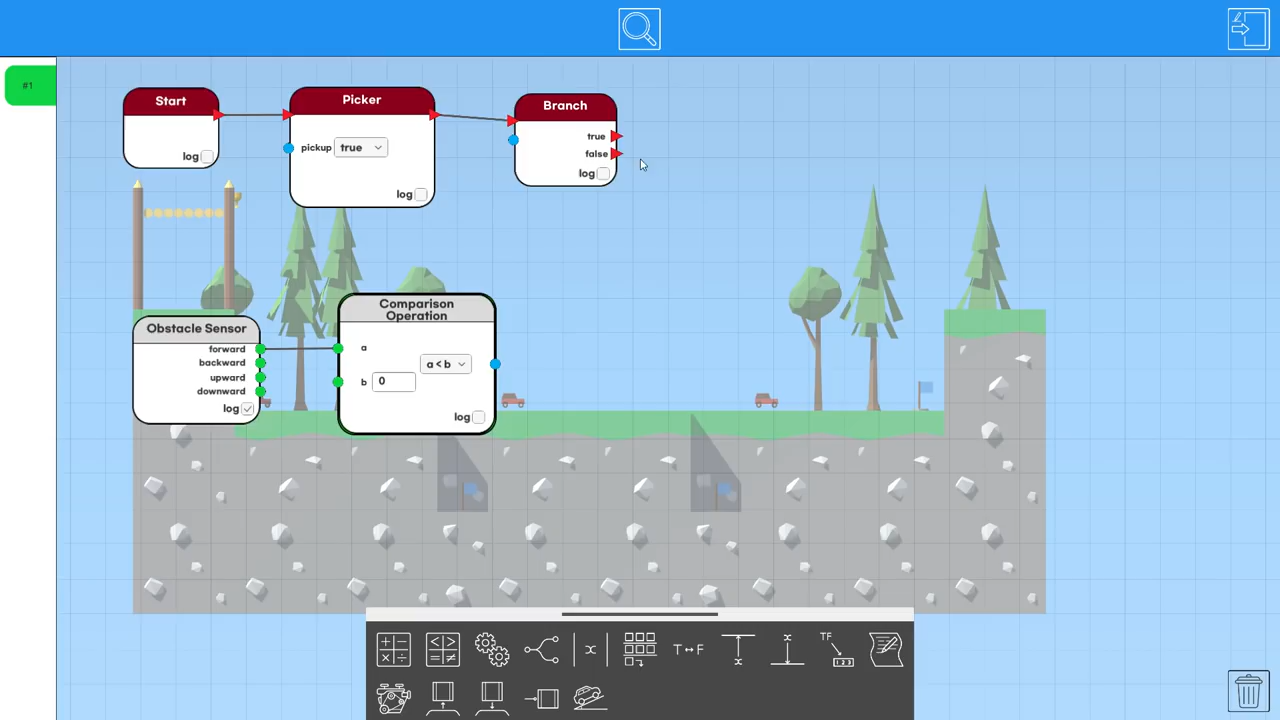 #1
Start
log
Picker
pickup true
log
Branch
true
false
log
Obstacle Sensor
forward
backward
upward
downward
log
Comparison
Operation
a
a < b
b 0
log
+ −
× ÷
< >
= ≠
x
T↔F
x
x
TF
123